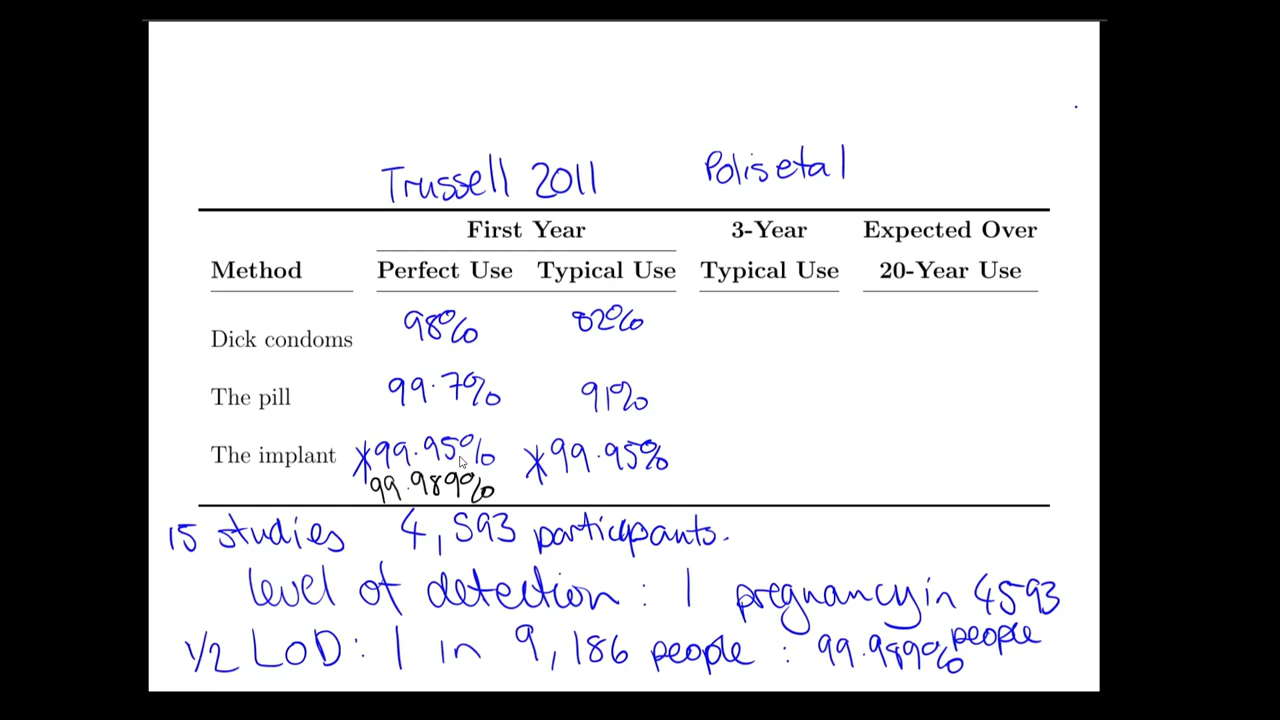 Trussell 2011 Polis et al
First Year 3-Year Expected Over
Method Perfect Use Typical Use Typical Use 20-Year Use
Dick condoms 98% 82%
The pill 99.7% 91%
The implant *99.95% *99.95%
99.989%
15 studies 4,593 participants.
level of detection : 1 pregnancy in 4593 people
1/2 LOD : 1 in 9,186 people : 99.989%